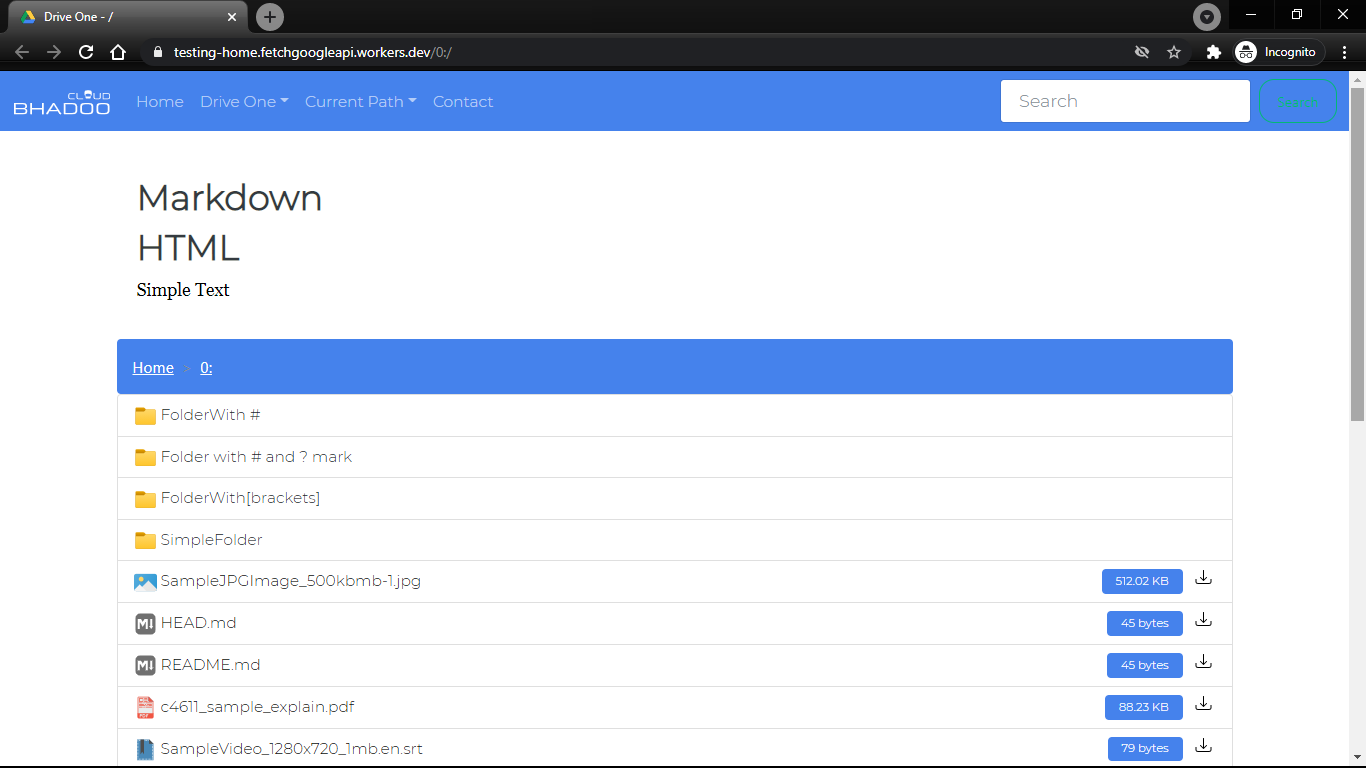 Drive One - /
testing-home.fetchgoogleapi.workers.dev/0:/
Incognito
CLOUD
BHADOO
Home
Drive One
Current Path
Contact
Search
Search
Markdown
HTML
Simple Text
Home > 0:
FolderWith #
Folder with # and ? mark
FolderWith[brackets]
SimpleFolder
SampleJPGImage_500kbmb-1.jpg 512.02 KB
HEAD.md 45 bytes
README.md 45 bytes
c4611_sample_explain.pdf 88.23 KB
PDF
SampleVideo_1280x720_1mb.en.srt 79 bytes